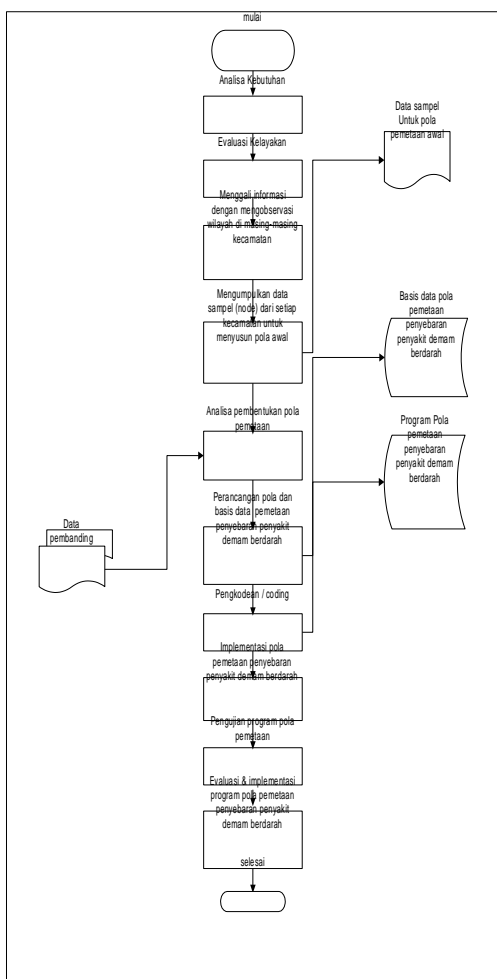 mulai
Analisa Kebutuhan
Evaluasi Kelayakan
Menggali informasi
dengan mengobservasi
wilayah di masing-masing
kecamatan
Mengumpulkan data
sampel (node) dari setiap
kecamatan untuk
menyusun pola awal
Analisa pembentukan pola
pemetaan
Perancangan pola dan
basis data pemetaan
penyebaran penyakit
demam berdarah
Pengkodean / coding
Implementasi pola
pemetaan penyebaran
penyakit demam berdarah
Pengujian program pola
pemetaan
Evaluasi & implementasi
program pola pemetaan
penyebaran penyakit
demam berdarah
selesai
Data
pembanding
Data sampel
Untuk pola
pemetaan awal
Basis data pola
pemetaan
penyebaran
penyakit demam
berdarah
Program Pola
pemetaan
penyebaran
penyakit demam
berdarah